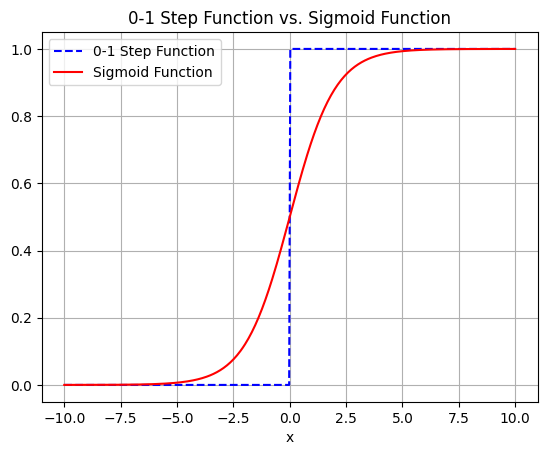 0-1 Step Function vs. Sigmoid Function
0-1 Step Function
Sigmoid Function
1.0
0.8
0.6
0.4
0.2
0.0
−10.0 −7.5 −5.0 −2.5 0.0 2.5 5.0 7.5 10.0
x